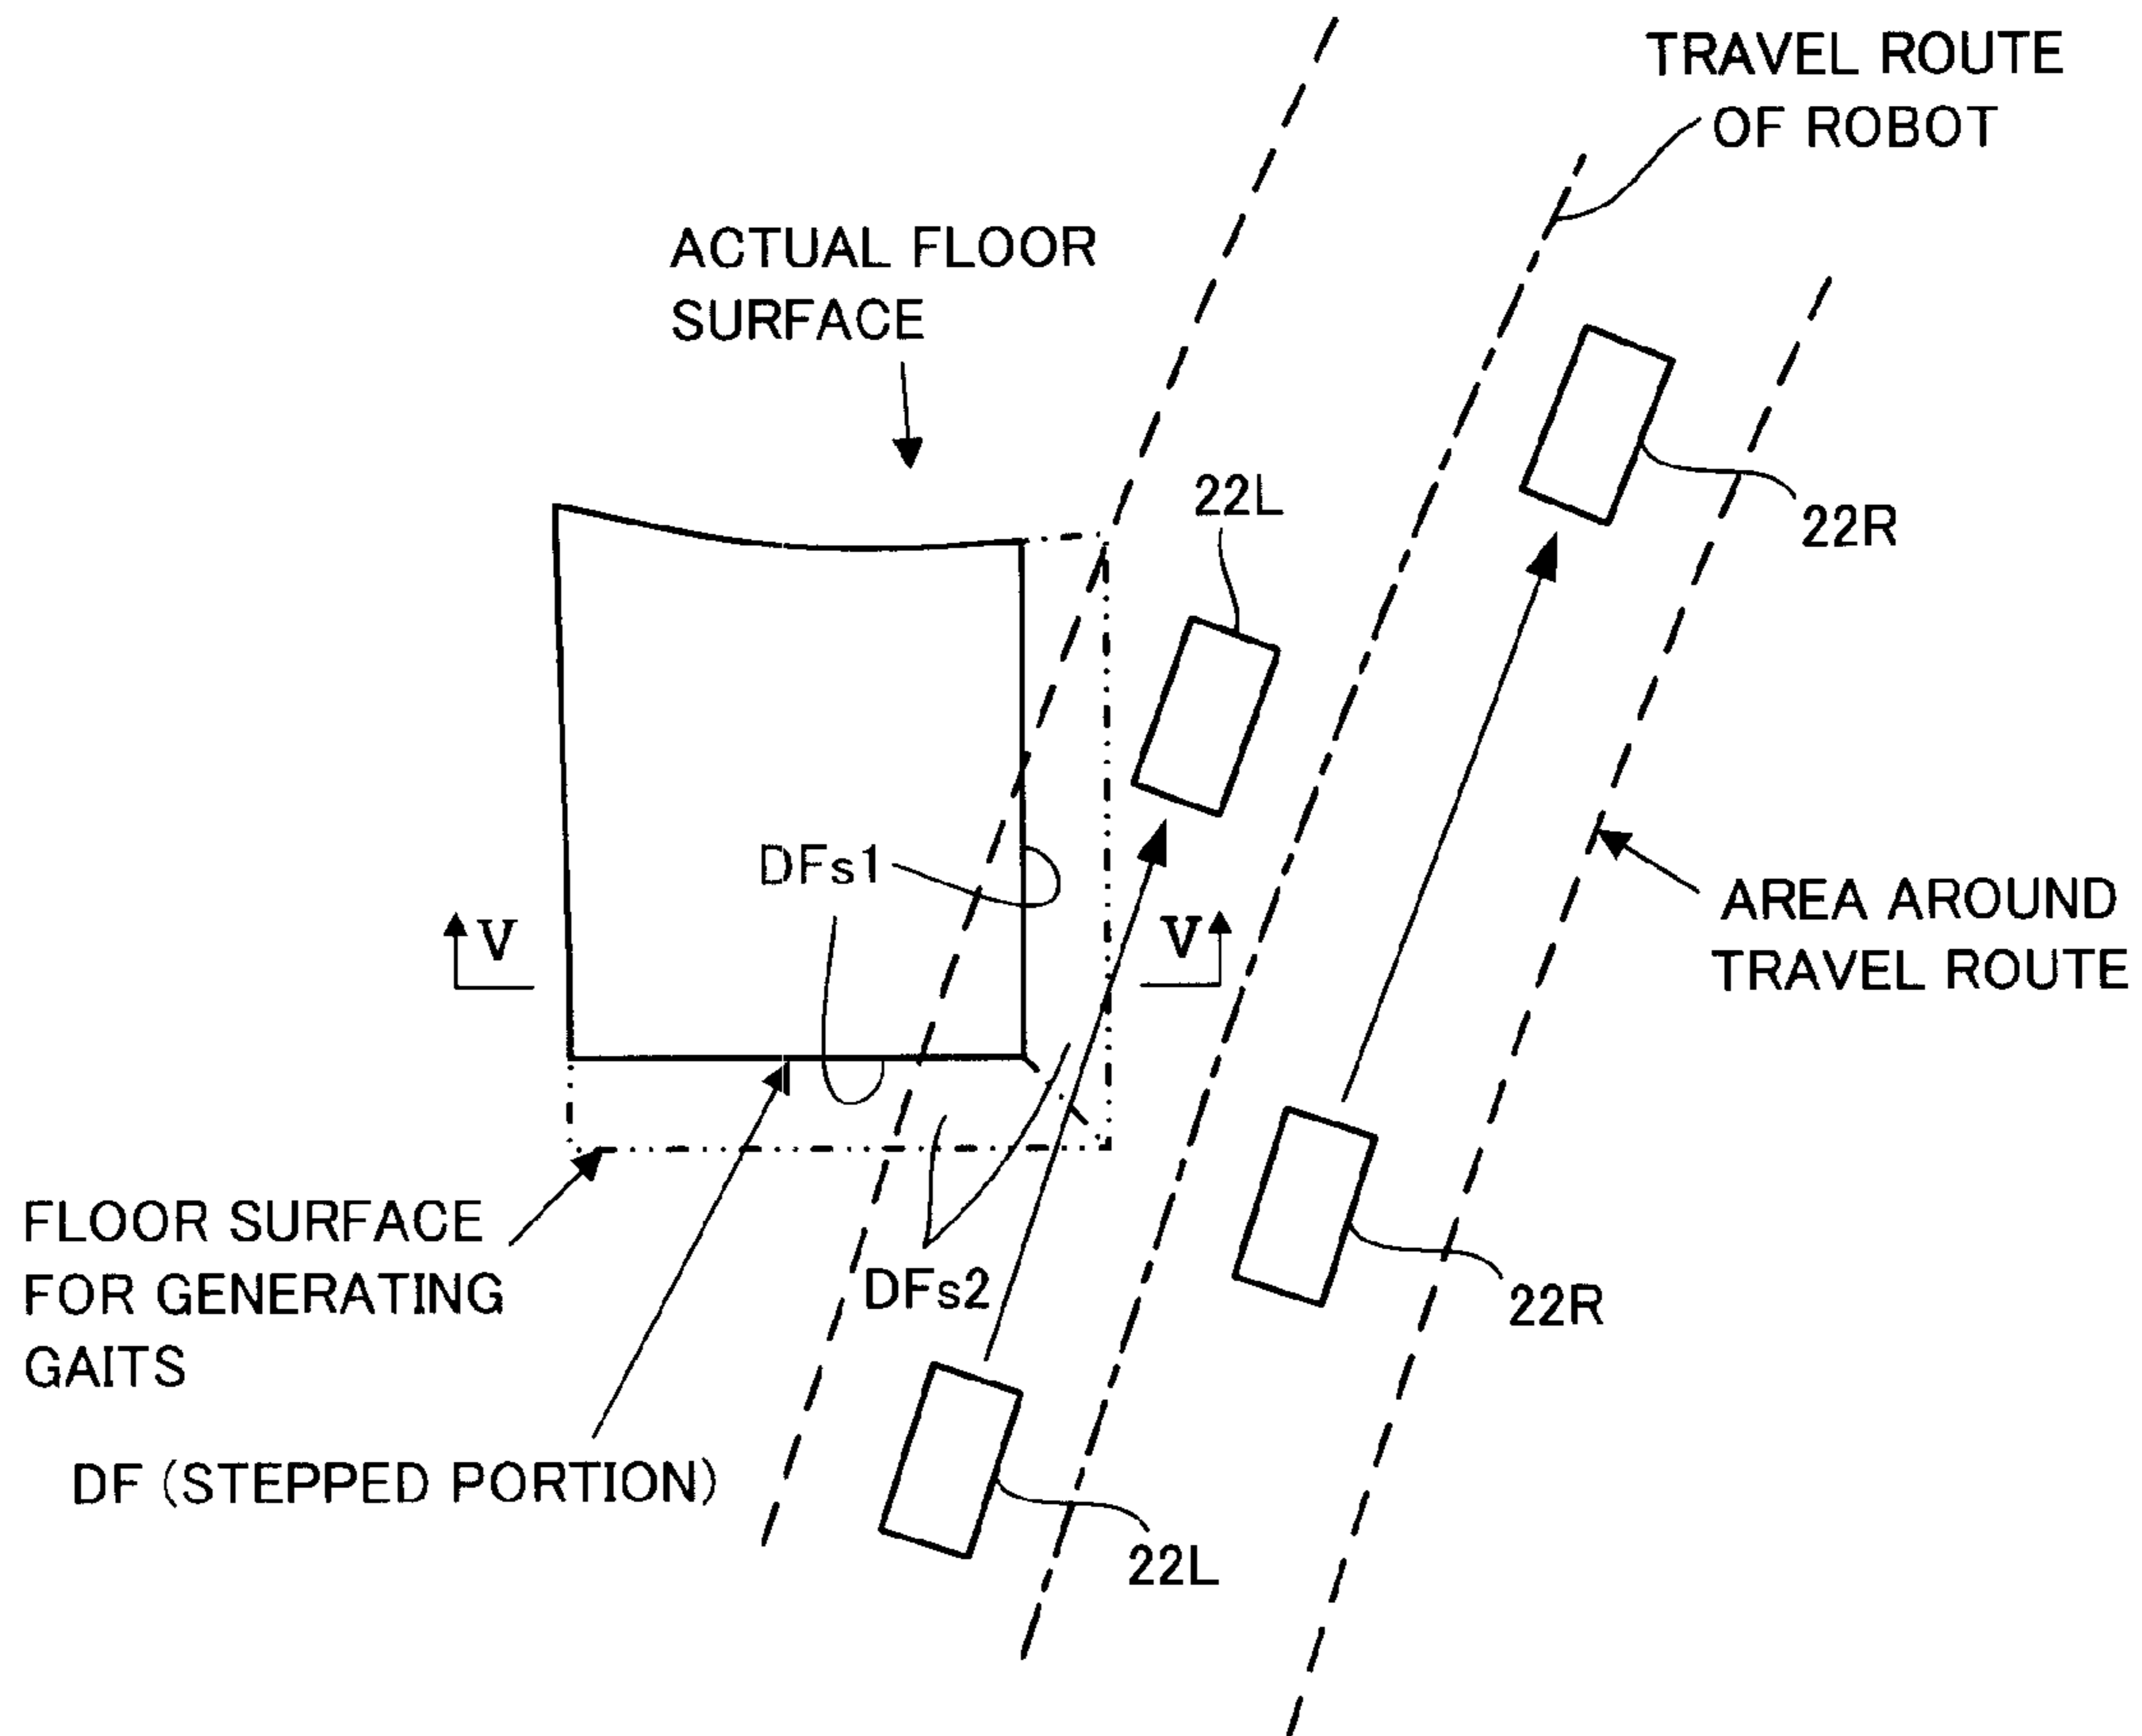 TRAVEL ROUTE
OF ROBOT
ACTUAL FLOOR
SURFACE
22L
22R
DFs1
V
V
AREA AROUND
TRAVEL ROUTE
FLOOR SURFACE
FOR GENERATING
GAITS
DFs2
22R
DF (STEPPED PORTION)
22L